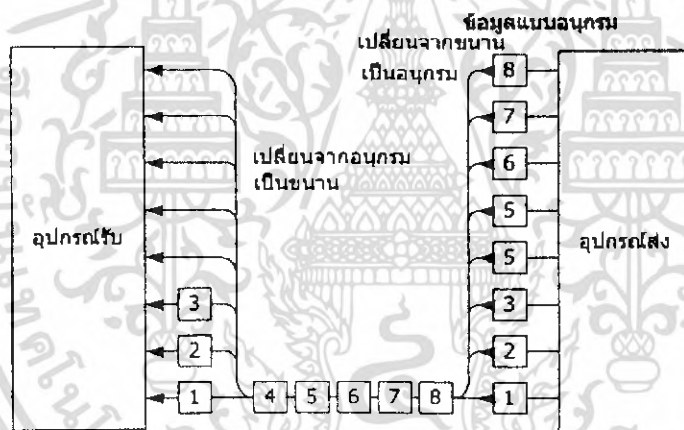 ข้อมูลแบบอนุกรม
เปลี่ยนจากขนาน
เป็นอนุกรม
8
7
6
5
5
3
2
1
อุปกรณ์ส่ง
เปลี่ยนจากอนุกรม
เป็นขนาน
อุปกรณ์รับ
3
2
1
4 5 6 7 8